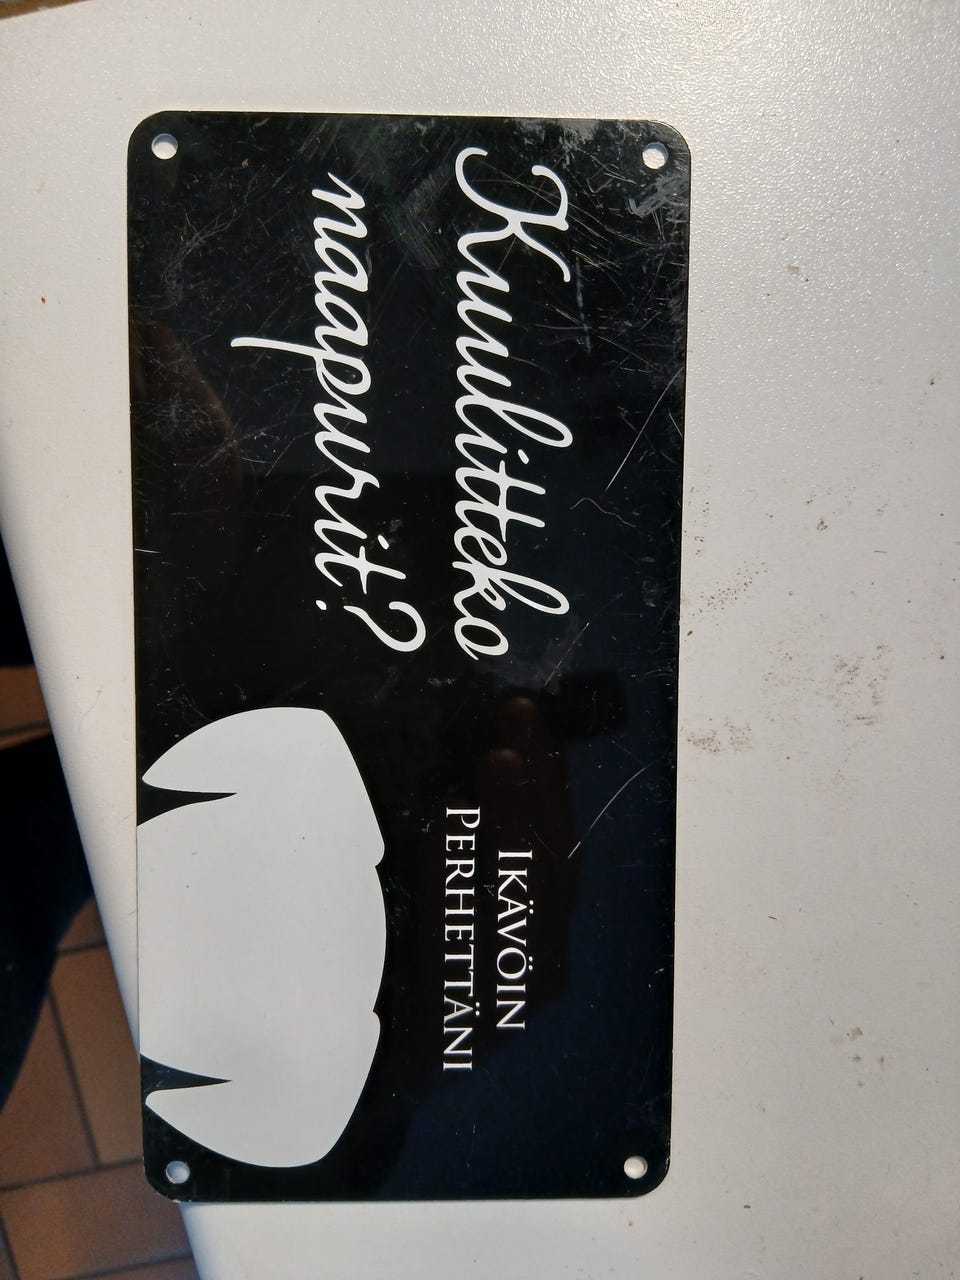 Kuulitteko
naapurit?
IKÄVÖIN
PERHETTÄNI